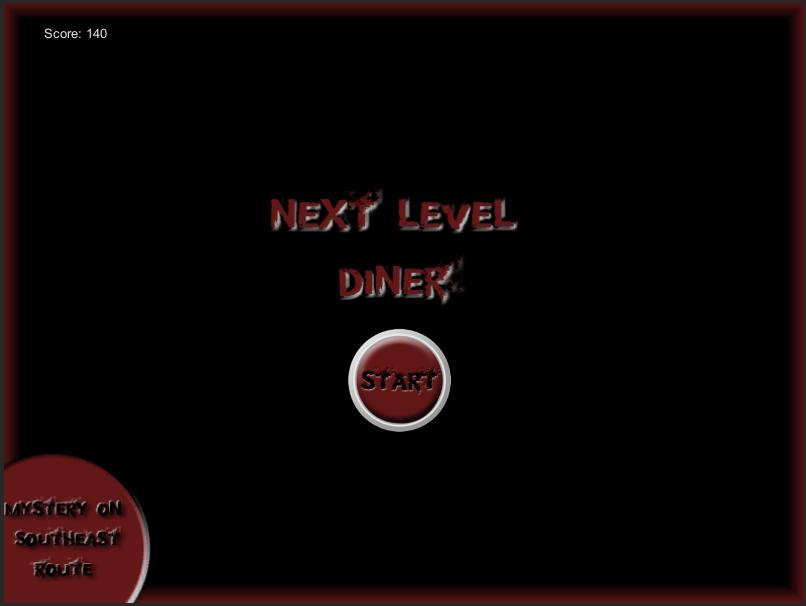 Score: 140
NEXT LEVEL
DINER
START
MYSTERY ON
SOUTHEAST
ROUTE